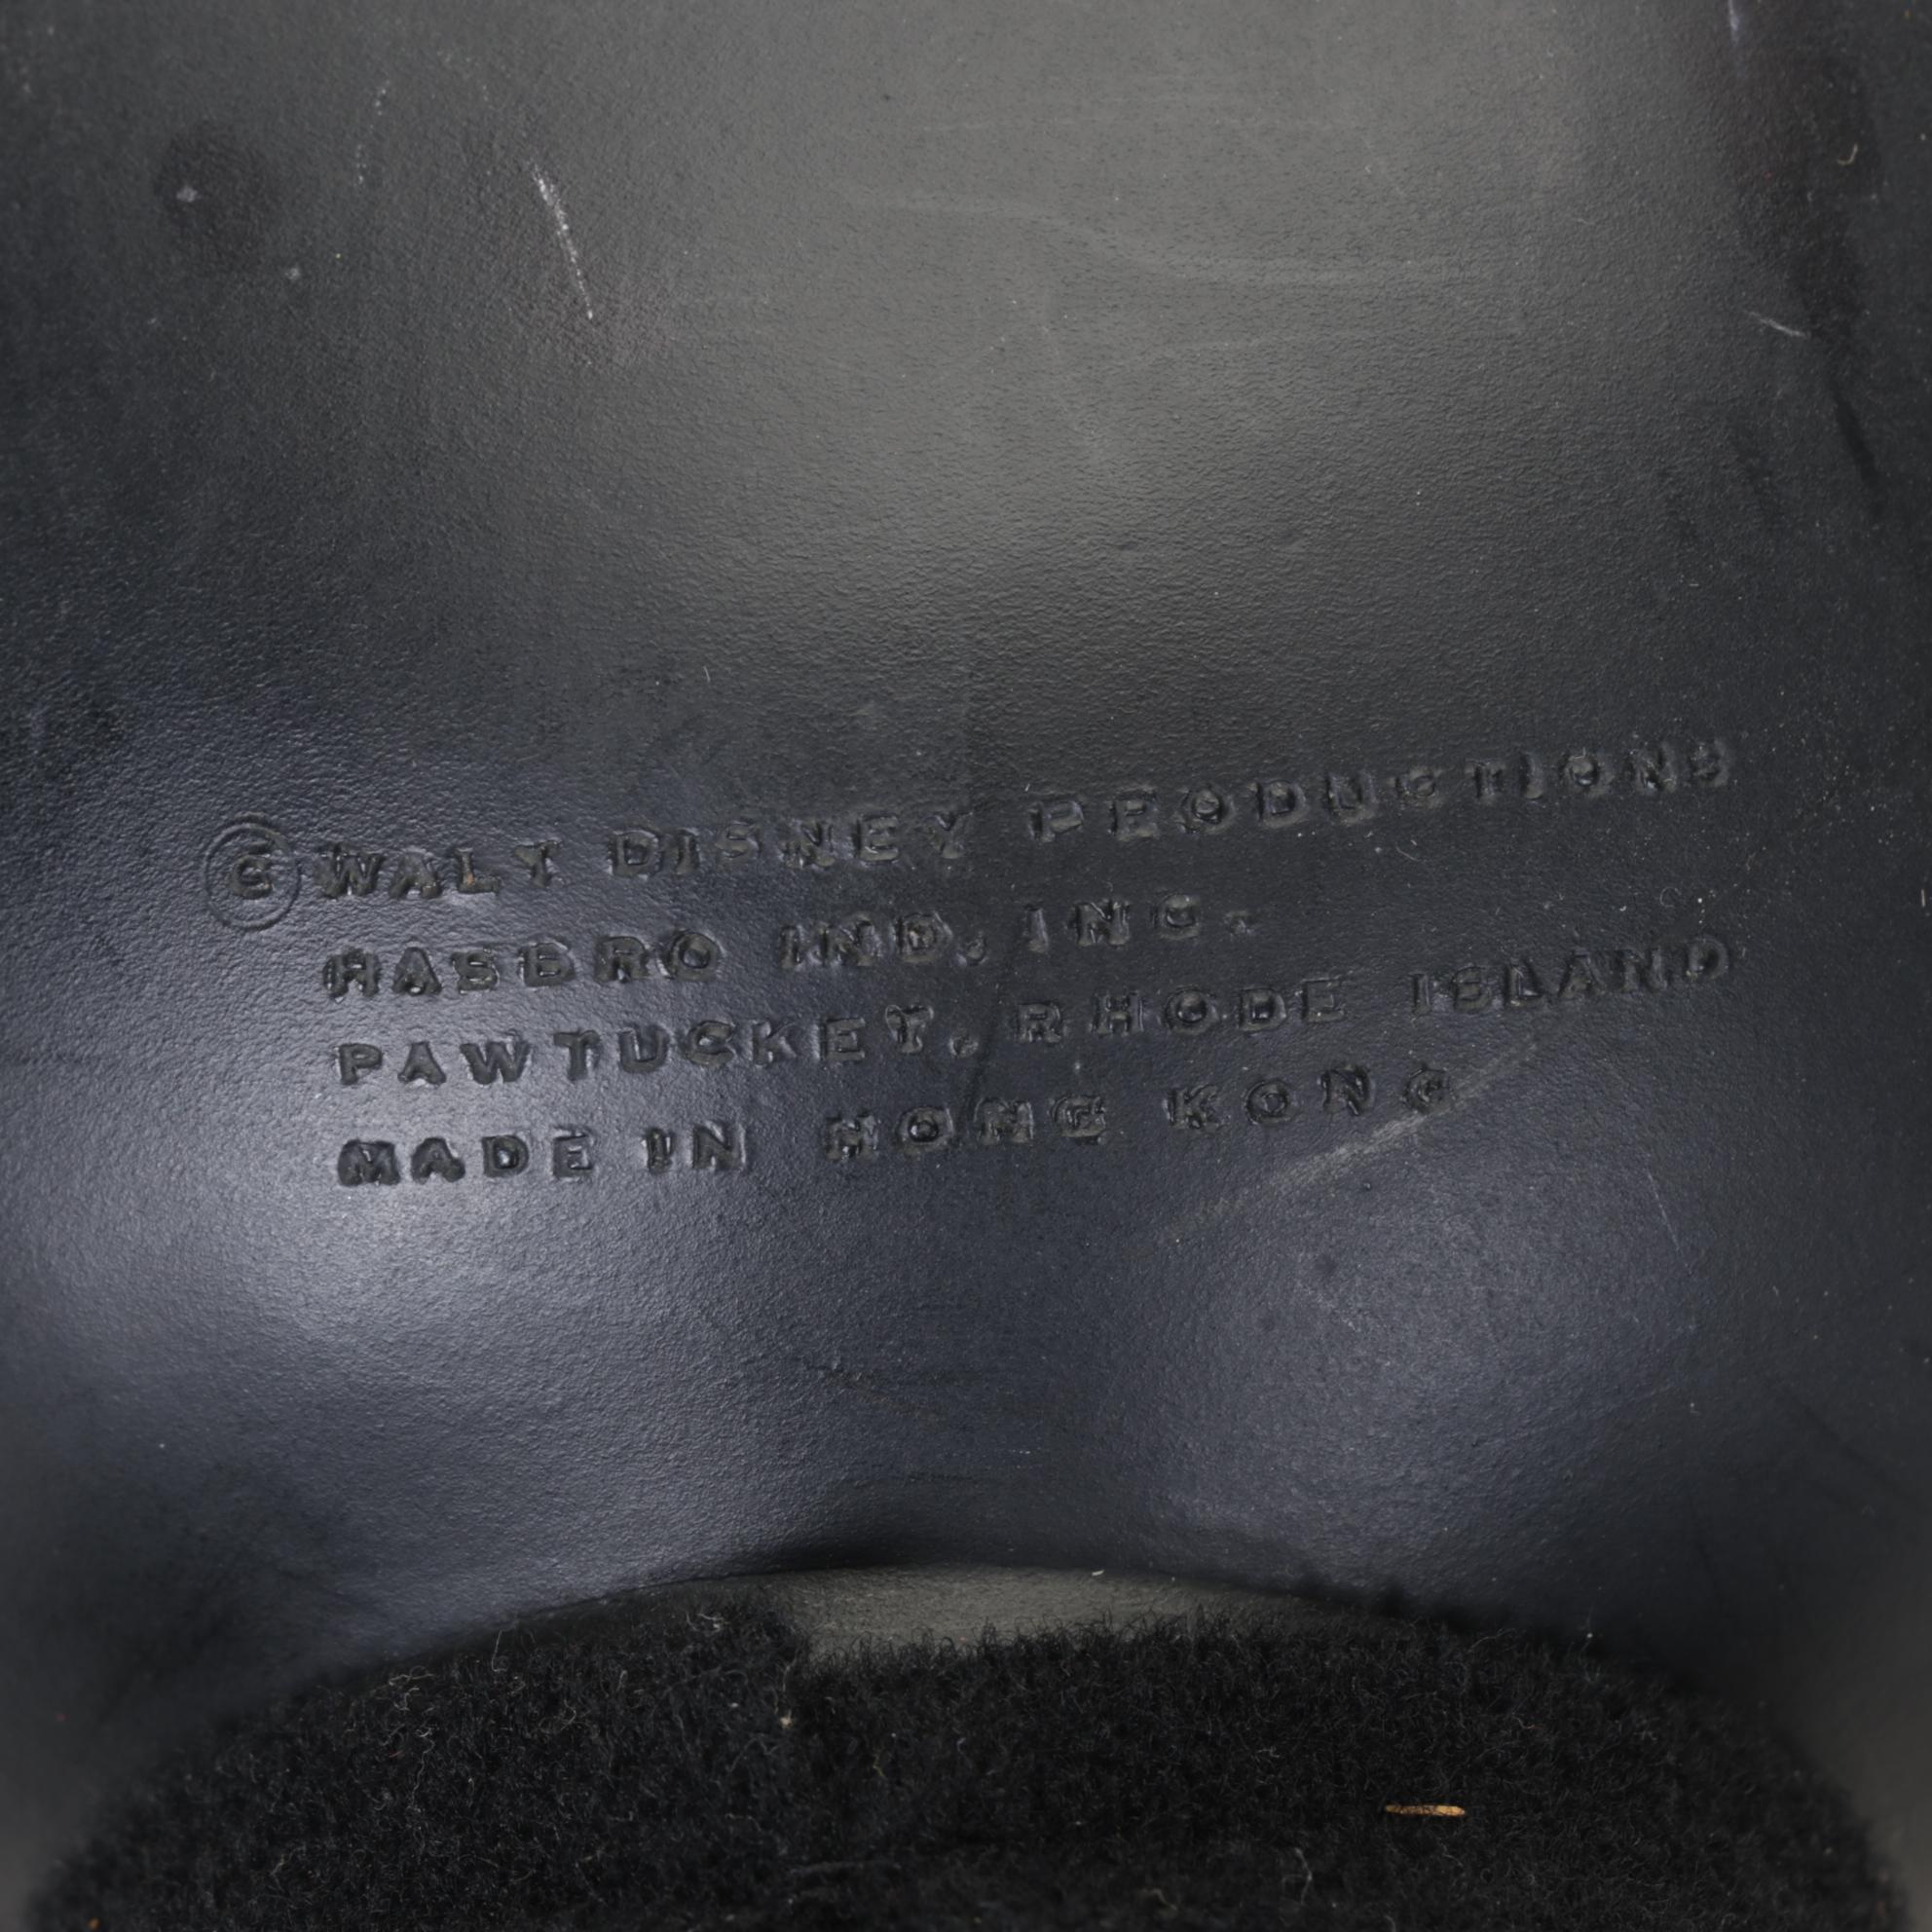 © WALT DISNEY PRODUCTIONS
HASBRO IND. INC.
PAWTUCKET, RHODE ISLAND
MADE IN HONG KONG